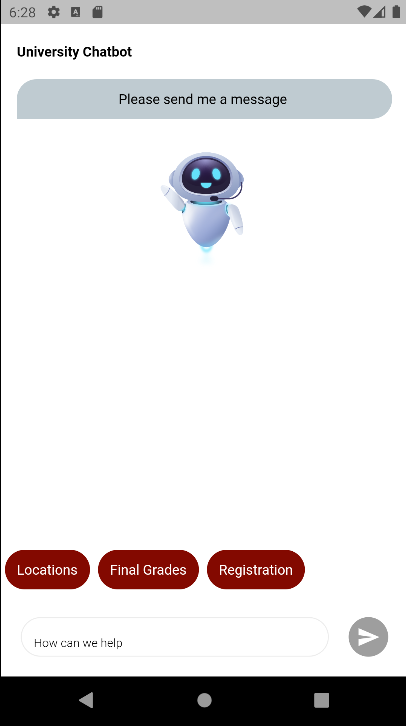 6:28
A
University Chatbot
Please send me a message
Locations
Final Grades
Registration
How can we help